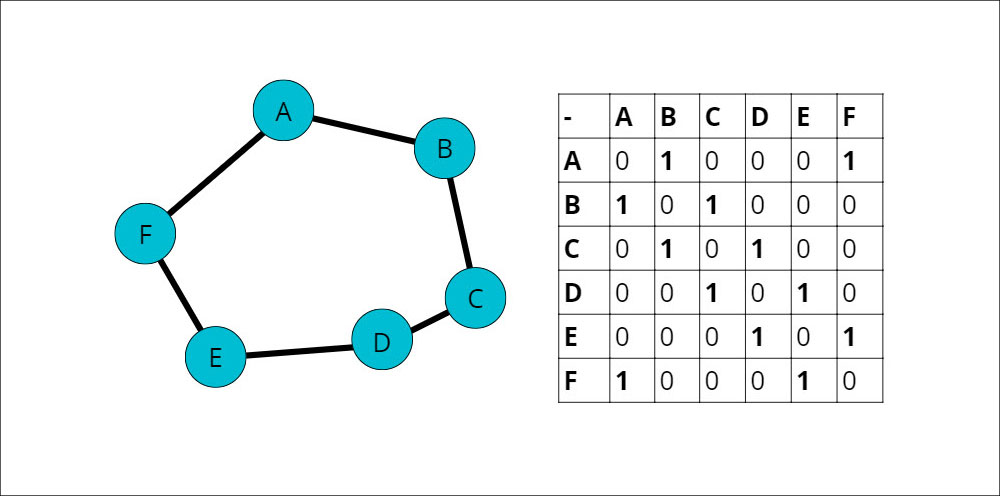 A
B
F
C
D
E
- A B C D E F
A 0 1 0 0 0 1
B 1 0 1 0 0 0
C 0 1 0 1 0 0
D 0 0 1 0 1 0
E 0 0 0 1 0 1
F 1 0 0 0 1 0